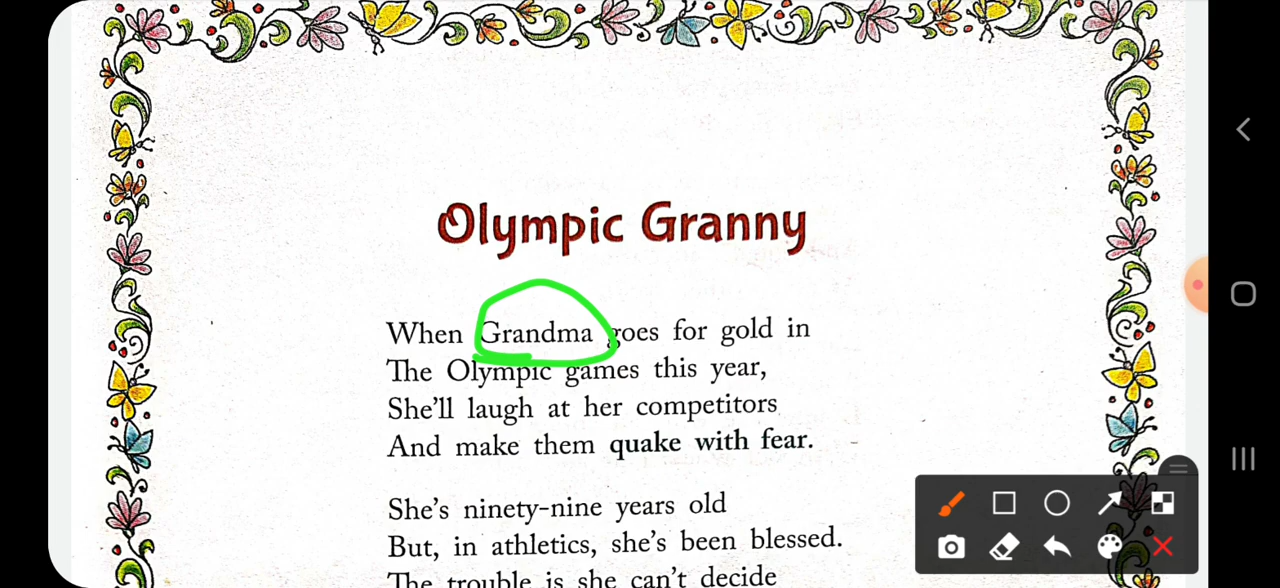 Olympic Granny
When Grandma goes for gold in
The Olympic games this year,
She'll laugh at her competitors
And make them quake with fear.
She's ninety-nine years old
But, in athletics, she's been blessed.
The trouble is she can't decide